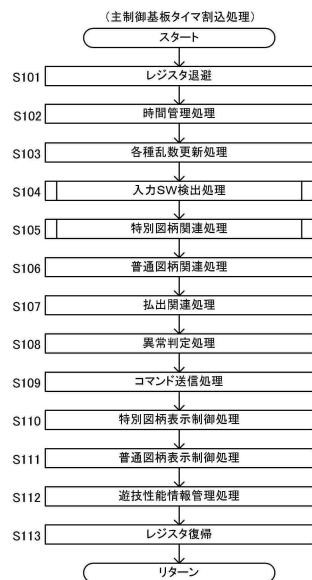 (主制御基板タイマ割込処理)
スタート
S101 レジスタ退避
S102 時間管理処理
S103 各種乱数更新処理
S104 入力SW検出処理
S105 特別図柄関連処理
S106 普通図柄関連処理
S107 払出関連処理
S108 異常判定処理
S109 コマンド送信処理
S110 特別図柄表示制御処理
S111 普通図柄表示制御処理
S112 遊技性能情報管理処理
S113 レジスタ復帰
リターン